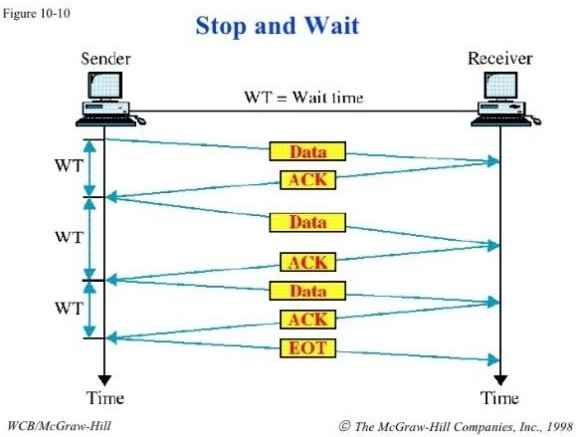 Figure 10-10
Stop and Wait
Sender
Receiver
WT = Wait time
Data
WT
ACK
Data
WT
ACK
Data
WT
ACK
EOT
Time
Time
WCB/McGraw-Hill
© The McGraw-Hill Companies, Inc., 1998